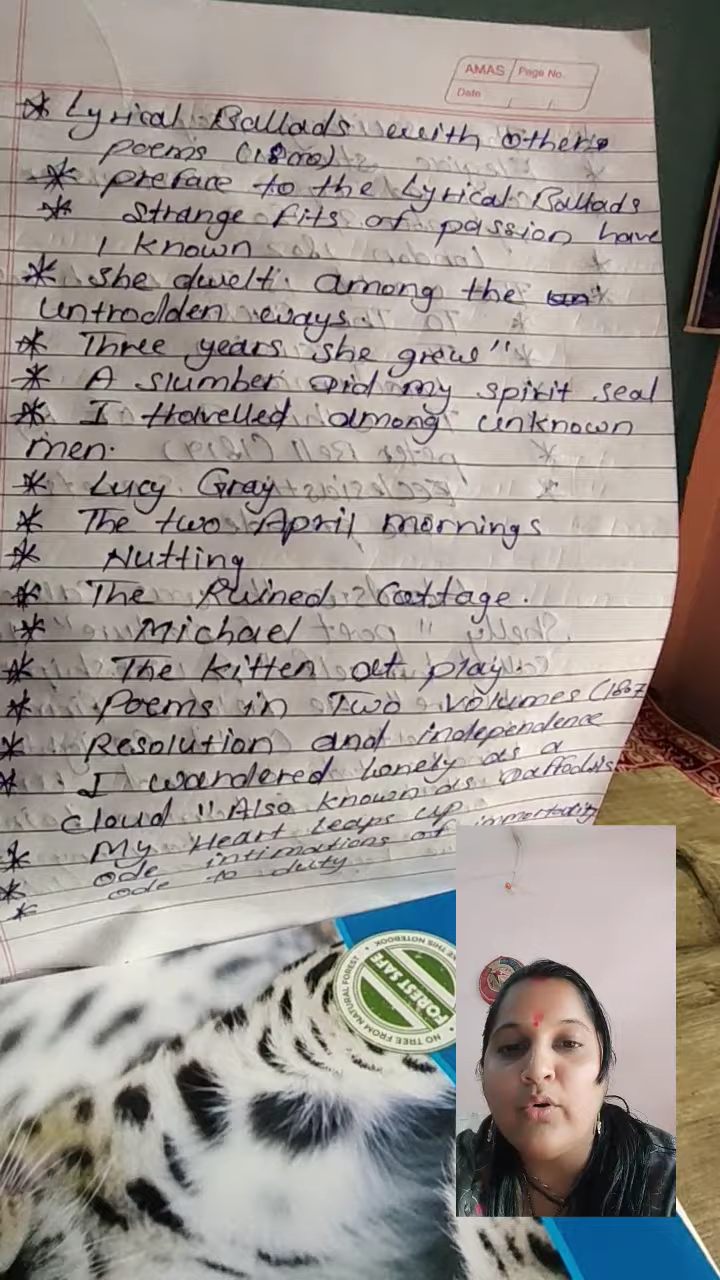 AMAS Page No.
Date
* Lyrical Ballads with others
poems (1800)
* preface to the Lyrical Ballads
* Strange fits of passion have
I known
* she dwelt among the
untrodden ways.
* Three years she grew"
* A slumber did my spirit seal
* I travelled among unknown
men.
* Lucy Gray
* The two April mornings
* Nutting
* The Ruined Cottage.
* Michael
* The kitten at play.
* Poems in Two volumes (1807
* Resolution and independence
* I wandered lonely as a
cloud " Also known as Daffodils
* My Heart leaps up
* ode intimations of immortality
* ode to duty
FOREST SAFE
NO TREE FROM NATURAL FOREST
THIS NOTEBOOK